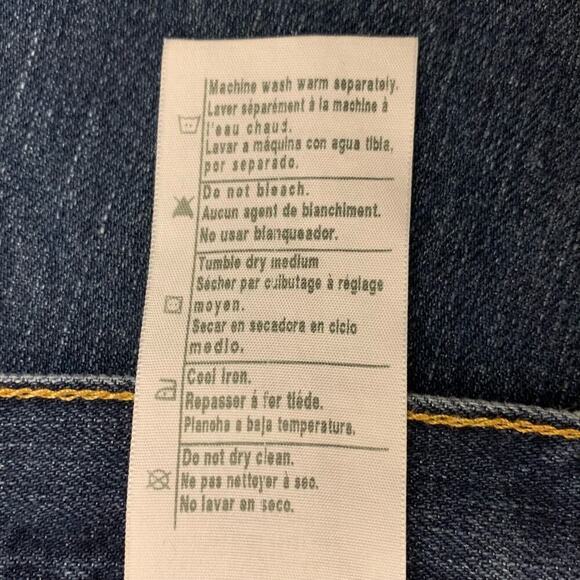 Machine wash warm separately.
Laver séparément à la machine à
l'eau chaud.
Lavar a máquina con agua tibia,
por separado.
Do not bleach.
Aucun agent de blanchiment.
No usar blanqueador.
Tumble dry medium
Sécher par culbutage à réglage
moyen.
Secar en secadora en ciclo
medio.
Cool iron.
Repasser à fer tiède.
Plancha a baja temperatura.
Do not dry clean.
Ne pas nettoyer à sec.
No lavar en seco.